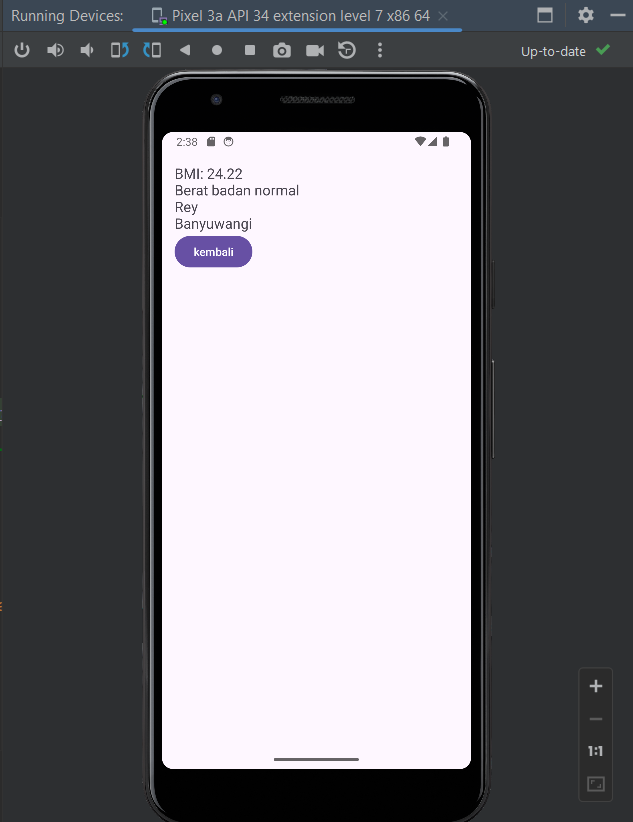 Running Devices: Pixel 3a API 34 extension level 7 x86 64
Up-to-date
2:38
BMI: 24.22
Berat badan normal
Rey
Banyuwangi
kembali
1:1